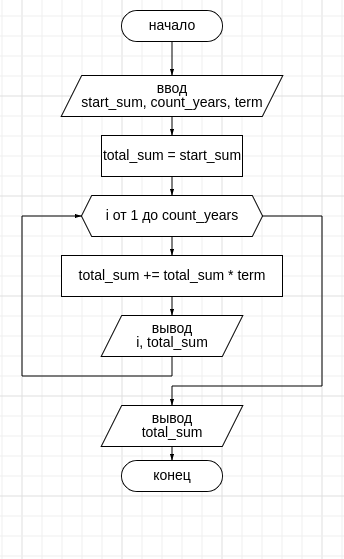 начало
ввод
start_sum, count_years, term
total_sum = start_sum
i от 1 до count_years
total_sum += total_sum * term
вывод
i, total_sum
вывод
total_sum
конец